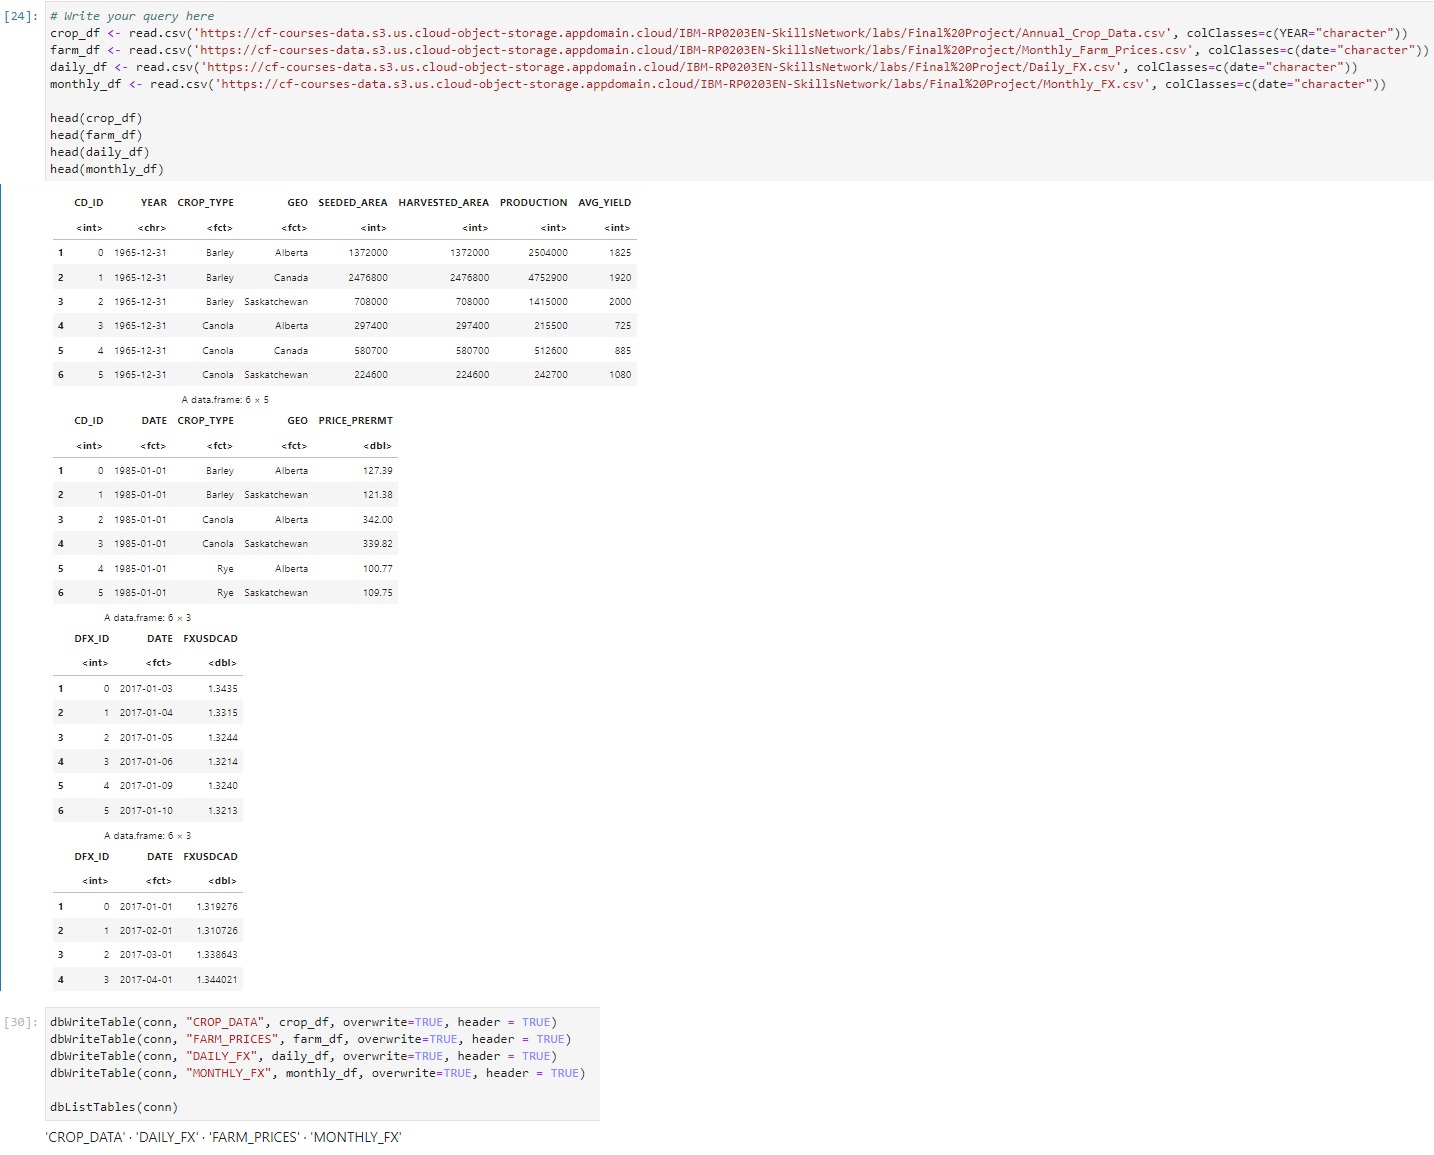 [24]: # Write your query here
crop_df <- read.csv('https://cf-courses-data.s3.us.cloud-object-storage.appdomain.cloud/IBM-RP0203EN-SkillsNetwork/labs/Final%20Project/Annual_Crop_Data.csv', colClasses=c(YEAR="character"))
farm_df <- read.csv('https://cf-courses-data.s3.us.cloud-object-storage.appdomain.cloud/IBM-RP0203EN-SkillsNetwork/labs/Final%20Project/Monthly_Farm_Prices.csv', colClasses=c(date="character"))
daily_df <- read.csv('https://cf-courses-data.s3.us.cloud-object-storage.appdomain.cloud/IBM-RP0203EN-SkillsNetwork/labs/Final%20Project/Daily_FX.csv', colClasses=c(date="character"))
monthly_df <- read.csv('https://cf-courses-data.s3.us.cloud-object-storage.appdomain.cloud/IBM-RP0203EN-SkillsNetwork/labs/Final%20Project/Monthly_FX.csv', colClasses=c(date="character"))
head(crop_df)
head(farm_df)
head(daily_df)
head(monthly_df)
CD_ID YEAR CROP_TYPE GEO SEEDED_AREA HARVESTED_AREA PRODUCTION AVG_YIELD
<int> <chr> <fct> <fct> <int> <int> <int> <int>
1 0 1965-12-31 Barley Alberta 1372000 1372000 2504000 1825
2 1 1965-12-31 Barley Canada 2476800 2476800 4752900 1920
3 2 1965-12-31 Barley Saskatchewan 708000 708000 1415000 2000
4 3 1965-12-31 Canola Alberta 297400 297400 215500 725
5 4 1965-12-31 Canola Canada 580700 580700 512600 885
6 5 1965-12-31 Canola Saskatchewan 224600 224600 242700 1080
A data.frame: 6 × 5
CD_ID DATE CROP_TYPE GEO PRICE_PRERMT
<int> <fct> <fct> <fct> <dbl>
1 0 1985-01-01 Barley Alberta 127.39
2 1 1985-01-01 Barley Saskatchewan 121.38
3 2 1985-01-01 Canola Alberta 342.00
4 3 1985-01-01 Canola Saskatchewan 339.82
5 4 1985-01-01 Rye Alberta 100.77
6 5 1985-01-01 Rye Saskatchewan 109.75
A data.frame: 6 × 3
DFX_ID DATE FXUSDCAD
<int> <fct> <dbl>
1 0 2017-01-03 1.3435
2 1 2017-01-04 1.3315
3 2 2017-01-05 1.3244
4 3 2017-01-06 1.3214
5 4 2017-01-09 1.3240
6 5 2017-01-10 1.3213
A data.frame: 6 × 3
DFX_ID DATE FXUSDCAD
<int> <fct> <dbl>
1 0 2017-01-01 1.319276
2 1 2017-02-01 1.310726
3 2 2017-03-01 1.338643
4 3 2017-04-01 1.344021
[30]: dbWriteTable(conn, "CROP_DATA", crop_df, overwrite=TRUE, header = TRUE)
dbWriteTable(conn, "FARM_PRICES", farm_df, overwrite=TRUE, header = TRUE)
dbWriteTable(conn, "DAILY_FX", daily_df, overwrite=TRUE, header = TRUE)
dbWriteTable(conn, "MONTHLY_FX", monthly_df, overwrite=TRUE, header = TRUE)
dbListTables(conn)
'CROP_DATA' · 'DAILY_FX' · 'FARM_PRICES' · 'MONTHLY_FX'